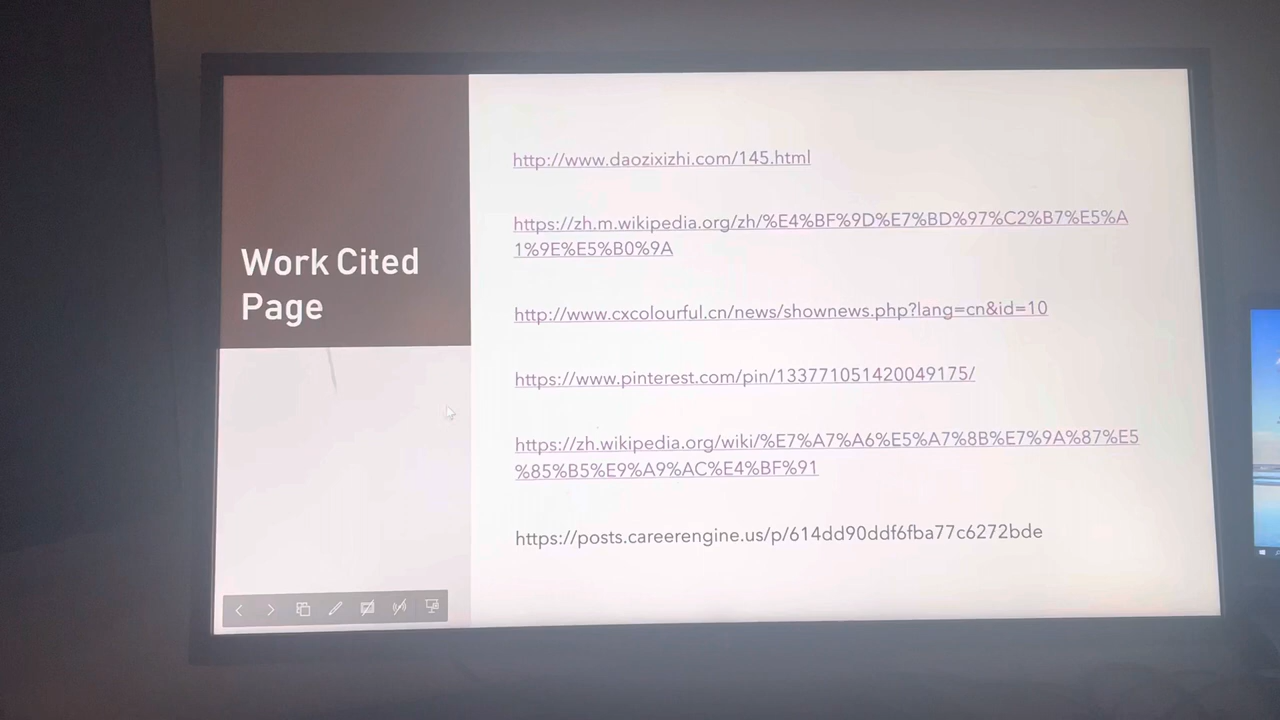 Work Cited
Page
http://www.daozixizhi.com/145.html
https://zh.m.wikipedia.org/zh/%E4%BF%9D%E7%BD%97%C2%B7%E5%A
1%9E%E5%B0%9A
http://www.cxcolourful.cn/news/shownews.php?lang=cn&id=10
https://www.pinterest.com/pin/133771051420049175/
https://zh.wikipedia.org/wiki/%E7%A7%A6%E5%A7%8B%E7%9A%87%E5
%85%B5%E9%A9%AC%E4%BF%91
https://posts.careerengine.us/p/614dd90ddf6fba77c6272bde